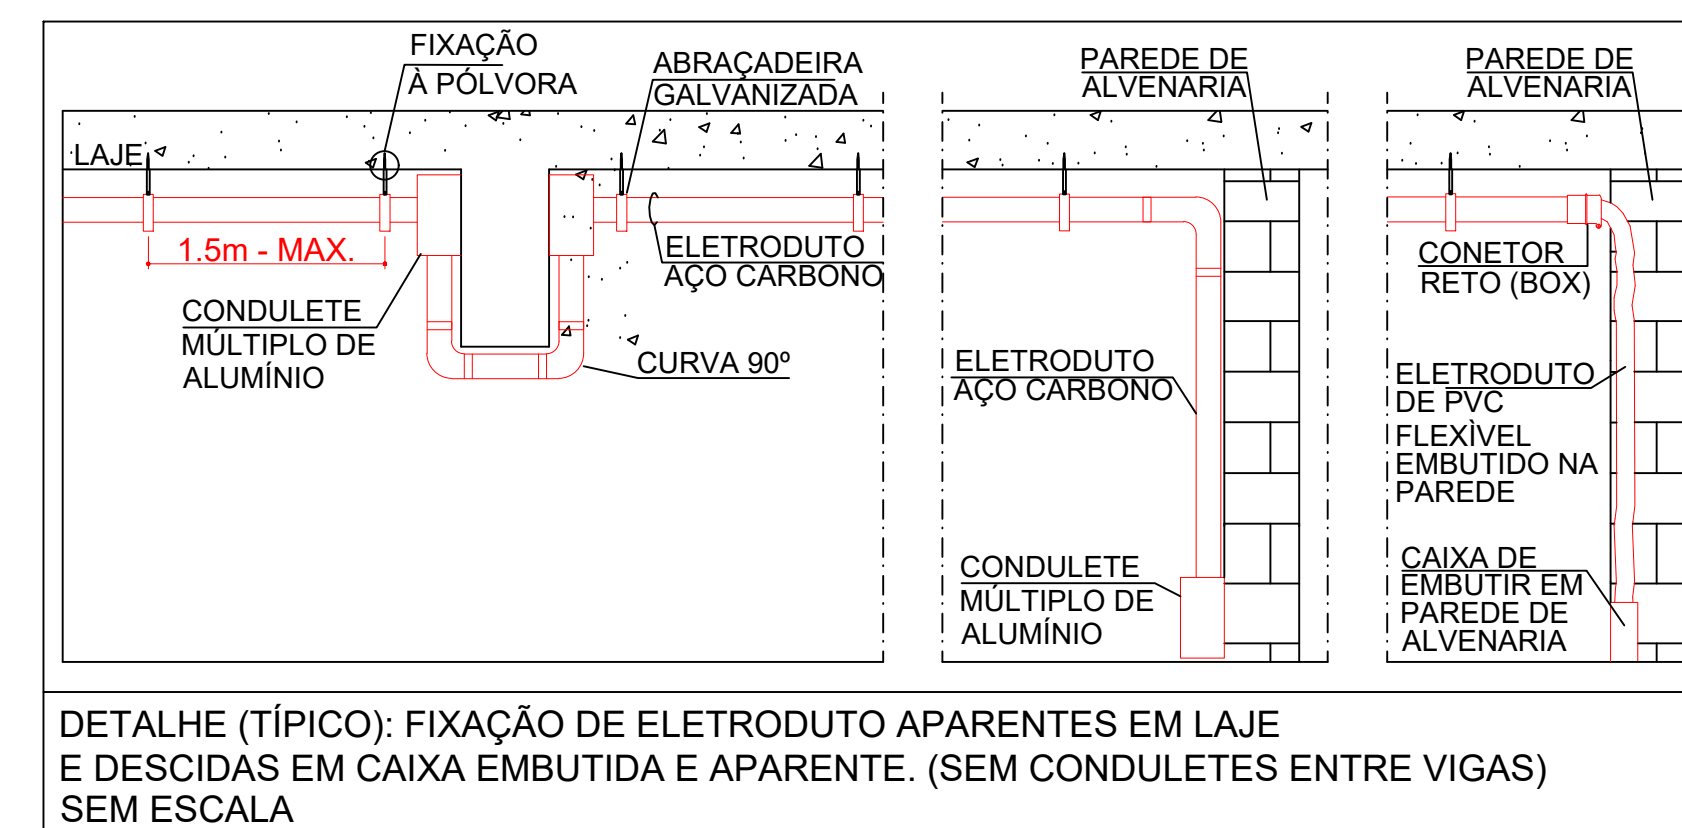 FIXAÇÃO
À PÓLVORA
ABRAÇADEIRA
GALVANIZADA
LAJE
1.5m - MAX.
ELETRODUTO
AÇO CARBONO
CONDULETE
MÚLTIPLO DE
ALUMÍNIO
CURVA 90º
PAREDE DE
ALVENARIA
ELETRODUTO
AÇO CARBONO
CONDULETE
MÚLTIPLO DE
ALUMÍNIO
PAREDE DE
ALVENARIA
CONETOR
RETO (BOX)
ELETRODUTO
DE PVC
FLEXÌVEL
EMBUTIDO NA
PAREDE
CAIXA DE
EMBUTIR EM
PAREDE DE
ALVENARIA
DETALHE (TÍPICO): FIXAÇÃO DE ELETRODUTO APARENTES EM LAJE
E DESCIDAS EM CAIXA EMBUTIDA E APARENTE. (SEM CONDULETES ENTRE VIGAS)
SEM ESCALA